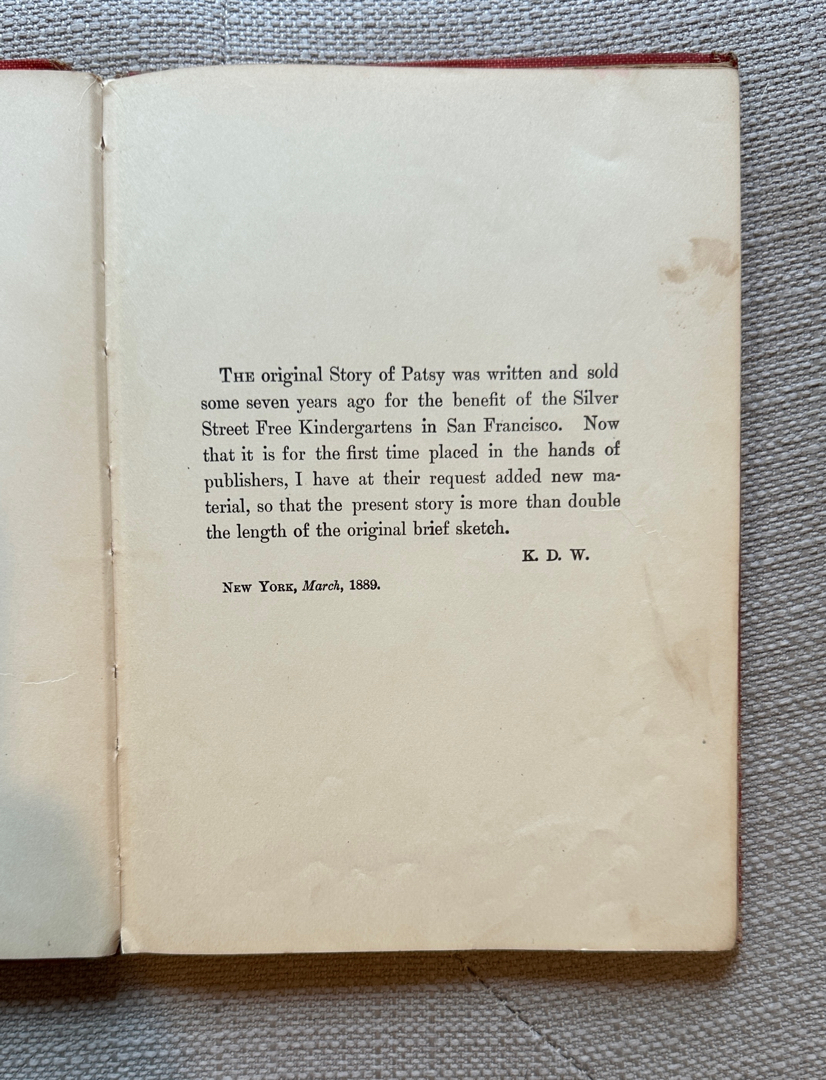 THE original Story of Patsy was written and sold
some seven years ago for the benefit of the Silver
Street Free Kindergartens in San Francisco. Now
that it is for the first time placed in the hands of
publishers, I have at their request added new ma-
terial, so that the present story is more than double
the length of the original brief sketch.
K. D. W.
NEW YORK, March, 1889.